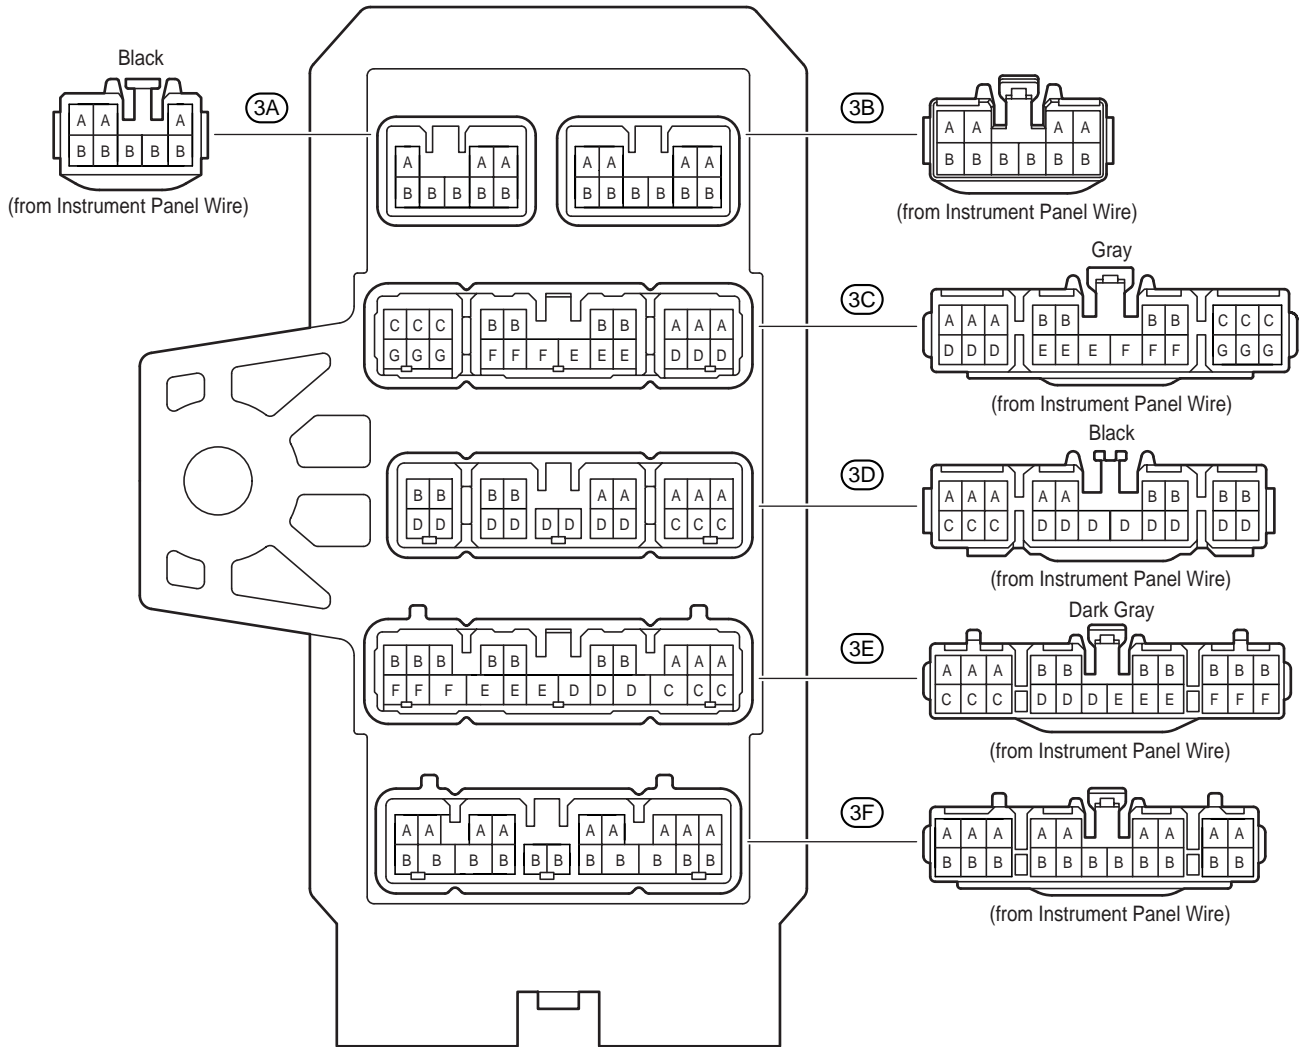 Black
3A
3B
A A A
B B B B B
A A A
B B B B B
A A A A
B B B B B B
A A A A
B B B B B B
(from Instrument Panel Wire)
(from Instrument Panel Wire)
Gray
3C
C C C B B B B A A A
G G G F F F E E E D D D
A A A B B B B C C C
D D D E E E F F F G G G
(from Instrument Panel Wire)
Black
3D
B B B B A A A A A
D D D D D D D D C C C
A A A A A B B B B
C C C D D D D D D D D
(from Instrument Panel Wire)
Dark Gray
3E
B B B B B B B A A A
F F F E E E D D D C C C
A A A B B B B B B B
C C C D D D E E E F F F
(from Instrument Panel Wire)
3F
A A A A A A A A A
B B B B B B B B B B B
A A A A A A A A A
B B B B B B B B B B B
(from Instrument Panel Wire)